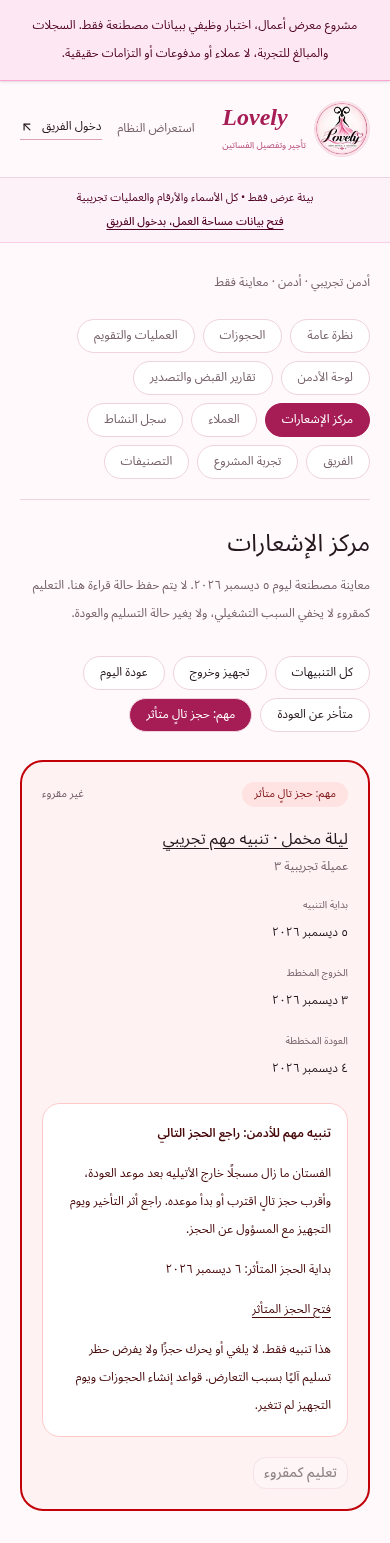 مشروع معرض أعمال، اختبار وظيفي ببيانات مصطنعة فقط. السجلات
والمبالغ للتجربة، لا عملاء أو مدفوعات أو التزامات حقيقية.
Lovely
Lovely
تأجير وتفصيل الفساتين
استعراض النظام
دخول الفريق
بيئة عرض فقط • كل الأسماء والأرقام والعمليات تجريبية
فتح بيانات مساحة العمل، بدخول الفريق
أدمن تجريبي · أدمن · معاينة فقط
نظرة عامة
الحجوزات
العمليات والتقويم
لوحة الأدمن
تقارير القبض والتصدير
مركز الإشعارات
العملاء
سجل النشاط
الفريق
تجربة المشروع
التصنيفات
مركز الإشعارات
معاينة مصطنعة ليوم ٥ ديسمبر ٢٠٢٦. لا يتم حفظ حالة قراءة هنا. التعليم
كمقروء لا يخفي السبب التشغيلي، ولا يغير حالة التسليم والعودة.
كل التنبيهات
تجهيز وخروج
عودة اليوم
متأخر عن العودة
مهم: حجز تالٍ متأثر
مهم: حجز تالٍ متأثر
غير مقروء
ليلة مخمل · تنبيه مهم تجريبي
عميلة تجريبية ٣
بداية التنبيه
٥ ديسمبر ٢٠٢٦
الخروج المخطط
٣ ديسمبر ٢٠٢٦
العودة المخططة
٤ ديسمبر ٢٠٢٦
تنبيه مهم للأدمن: راجع الحجز التالي
الفستان ما زال مسجلًا خارج الأتيليه بعد موعد العودة،
وأقرب حجز تالٍ اقترب أو بدأ موعده. راجع أثر التأخير ويوم
التجهيز مع المسؤول عن الحجز.
بداية الحجز المتأثر: ٦ ديسمبر ٢٠٢٦
فتح الحجز المتأثر
هذا تنبيه فقط. لا يلغي أو يحرك حجزًا ولا يفرض حظر
تسليم آليًا بسبب التعارض. قواعد إنشاء الحجوزات ويوم
التجهيز لم تتغير.
تعليم كمقروء